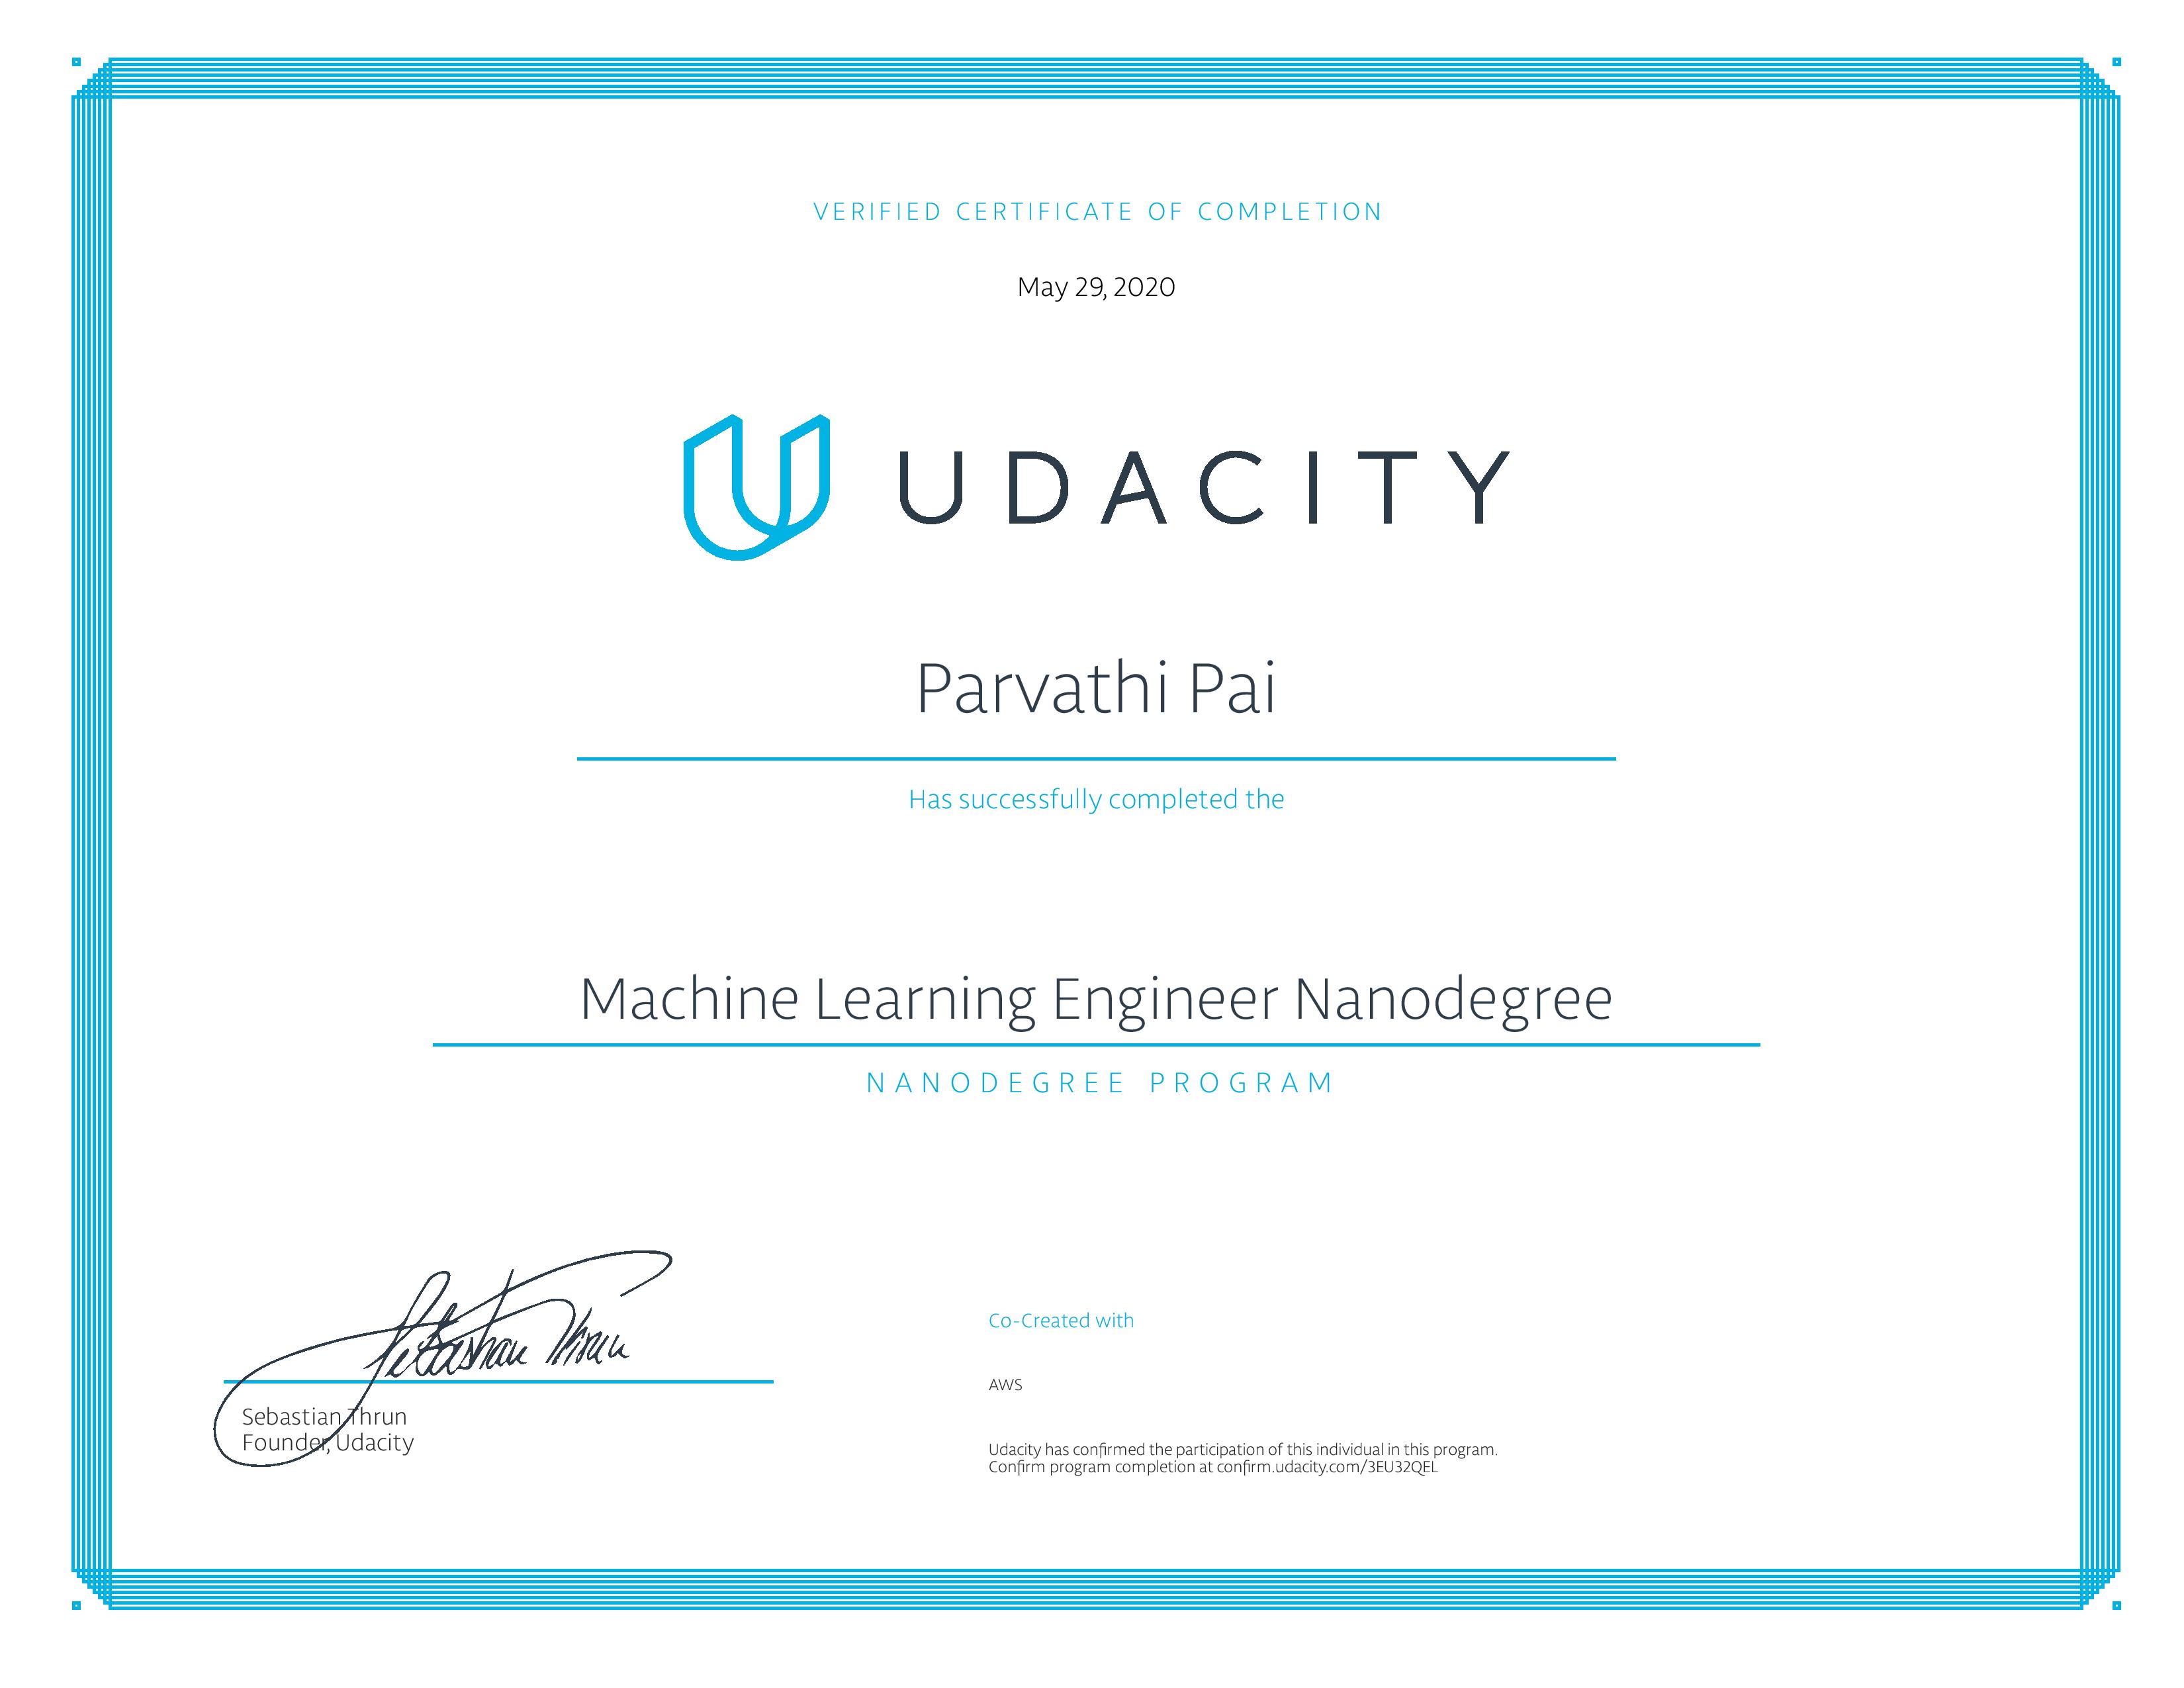 VERIFIED CERTIFICATE OF COMPLETION
May 29, 2020
UDACITY
Parvathi Pai
Has successfully completed the
Machine Learning Engineer Nanodegree
NANODEGREE PROGRAM
Sebastian Thrun
Sebastian Thrun
Founder, Udacity
Co-Created with
AWS
Udacity has confirmed the participation of this individual in this program.
Confirm program completion at confirm.udacity.com/3EU32QEL